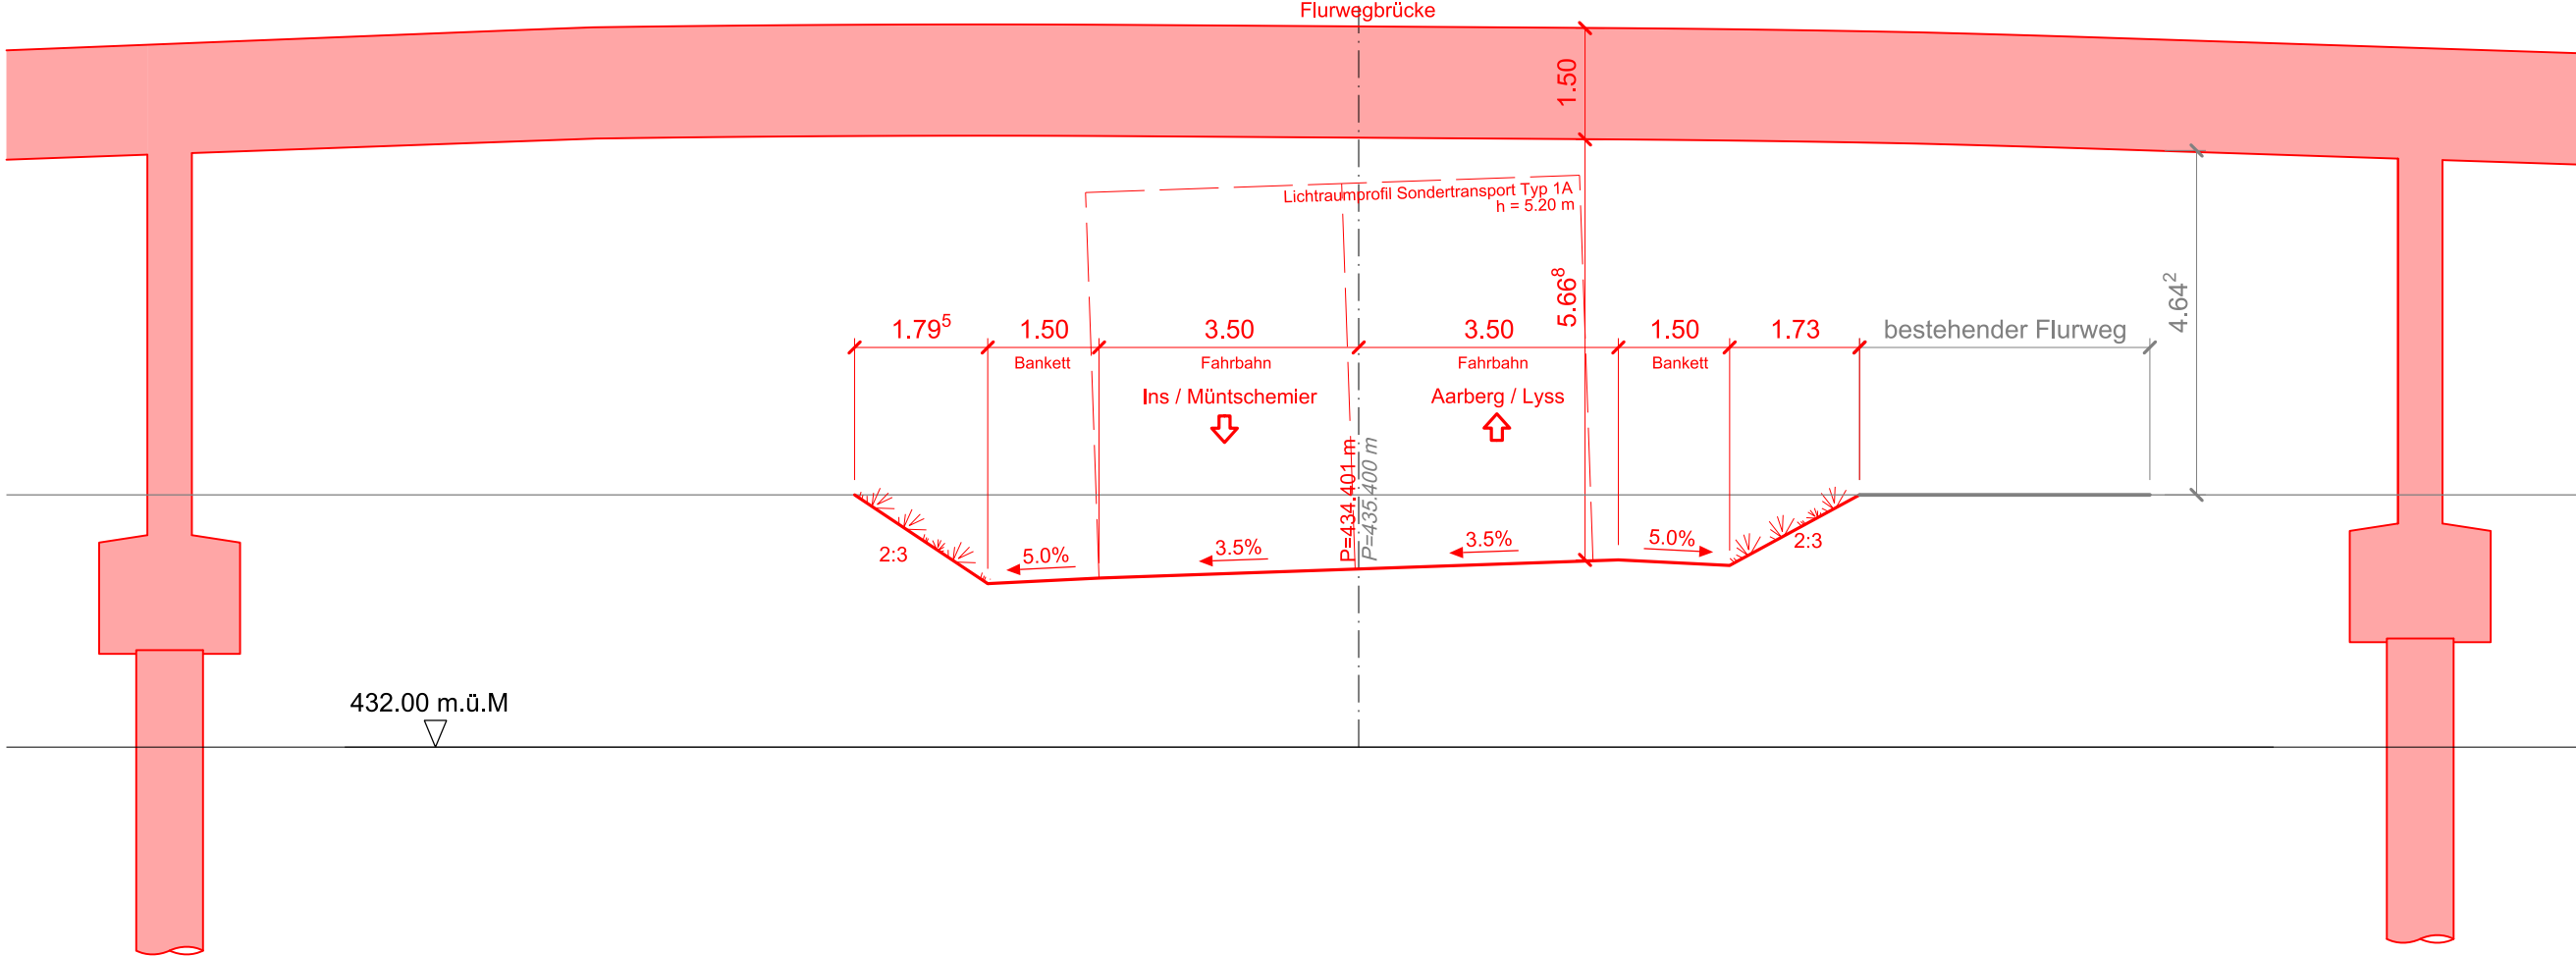 Flurwegbrücke
1.50
Lichtraumprofil Sondertransport Typ 1A
h = 5.20 m
5.66⁸
4.64²
1.79⁵ 1.50 3.50 3.50 1.50 1.73 bestehender Flurweg
Bankett Fahrbahn Fahrbahn Bankett
Ins / Müntschemier Aarberg / Lyss
P=434.401 m
P=435.400 m
2:3 5.0% 3.5% 3.5% 5.0% 2:3
432.00 m.ü.M